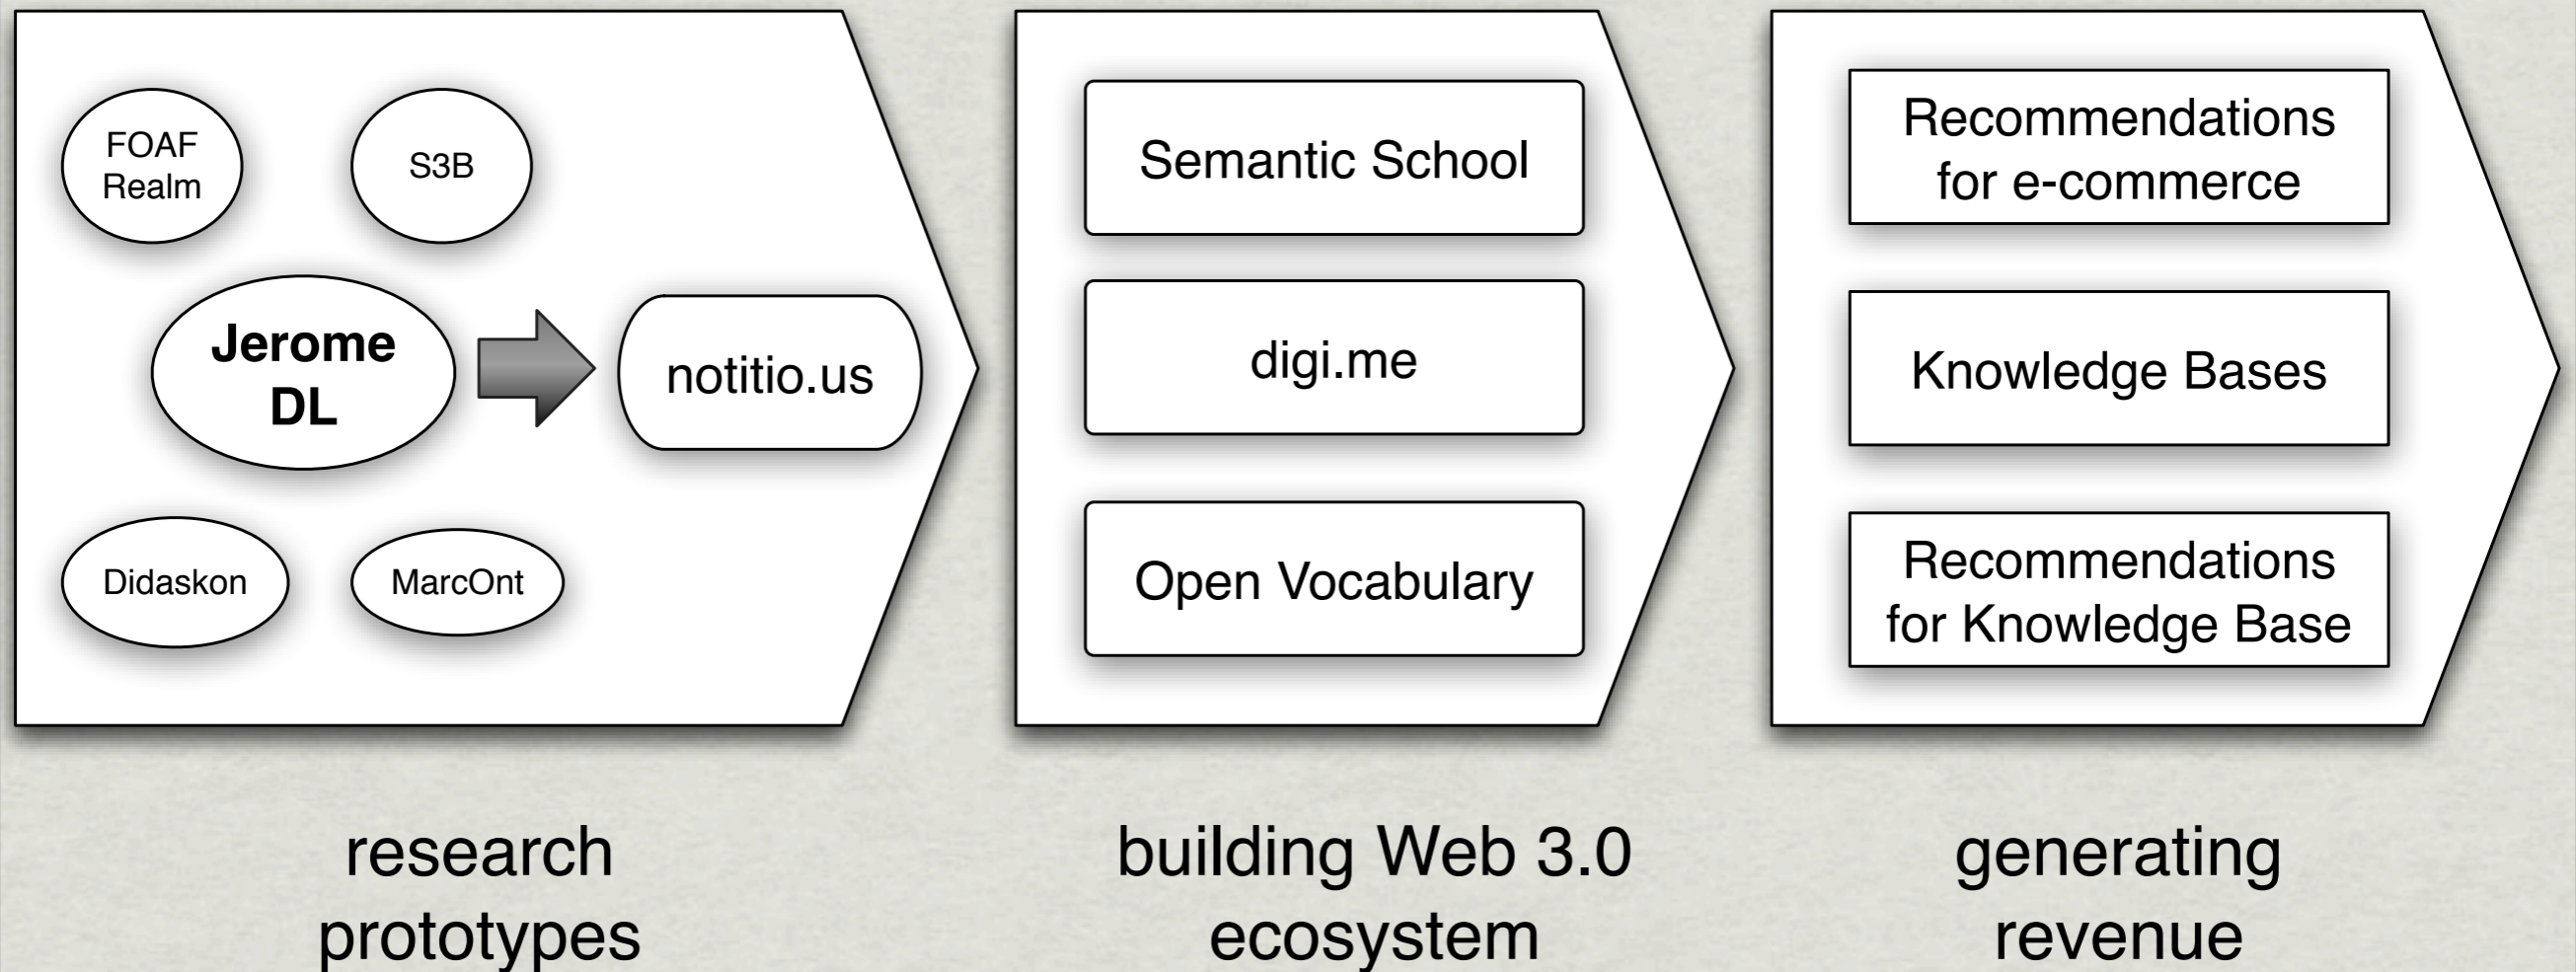 FOAF
Realm
S3B
Jerome
DL
notitio.us
Didaskon
MarcOnt
research
prototypes
Semantic School
digi.me
Open Vocabulary
building Web 3.0
ecosystem
Recommendations
for e-commerce
Knowledge Bases
Recommendations
for Knowledge Base
generating
revenue